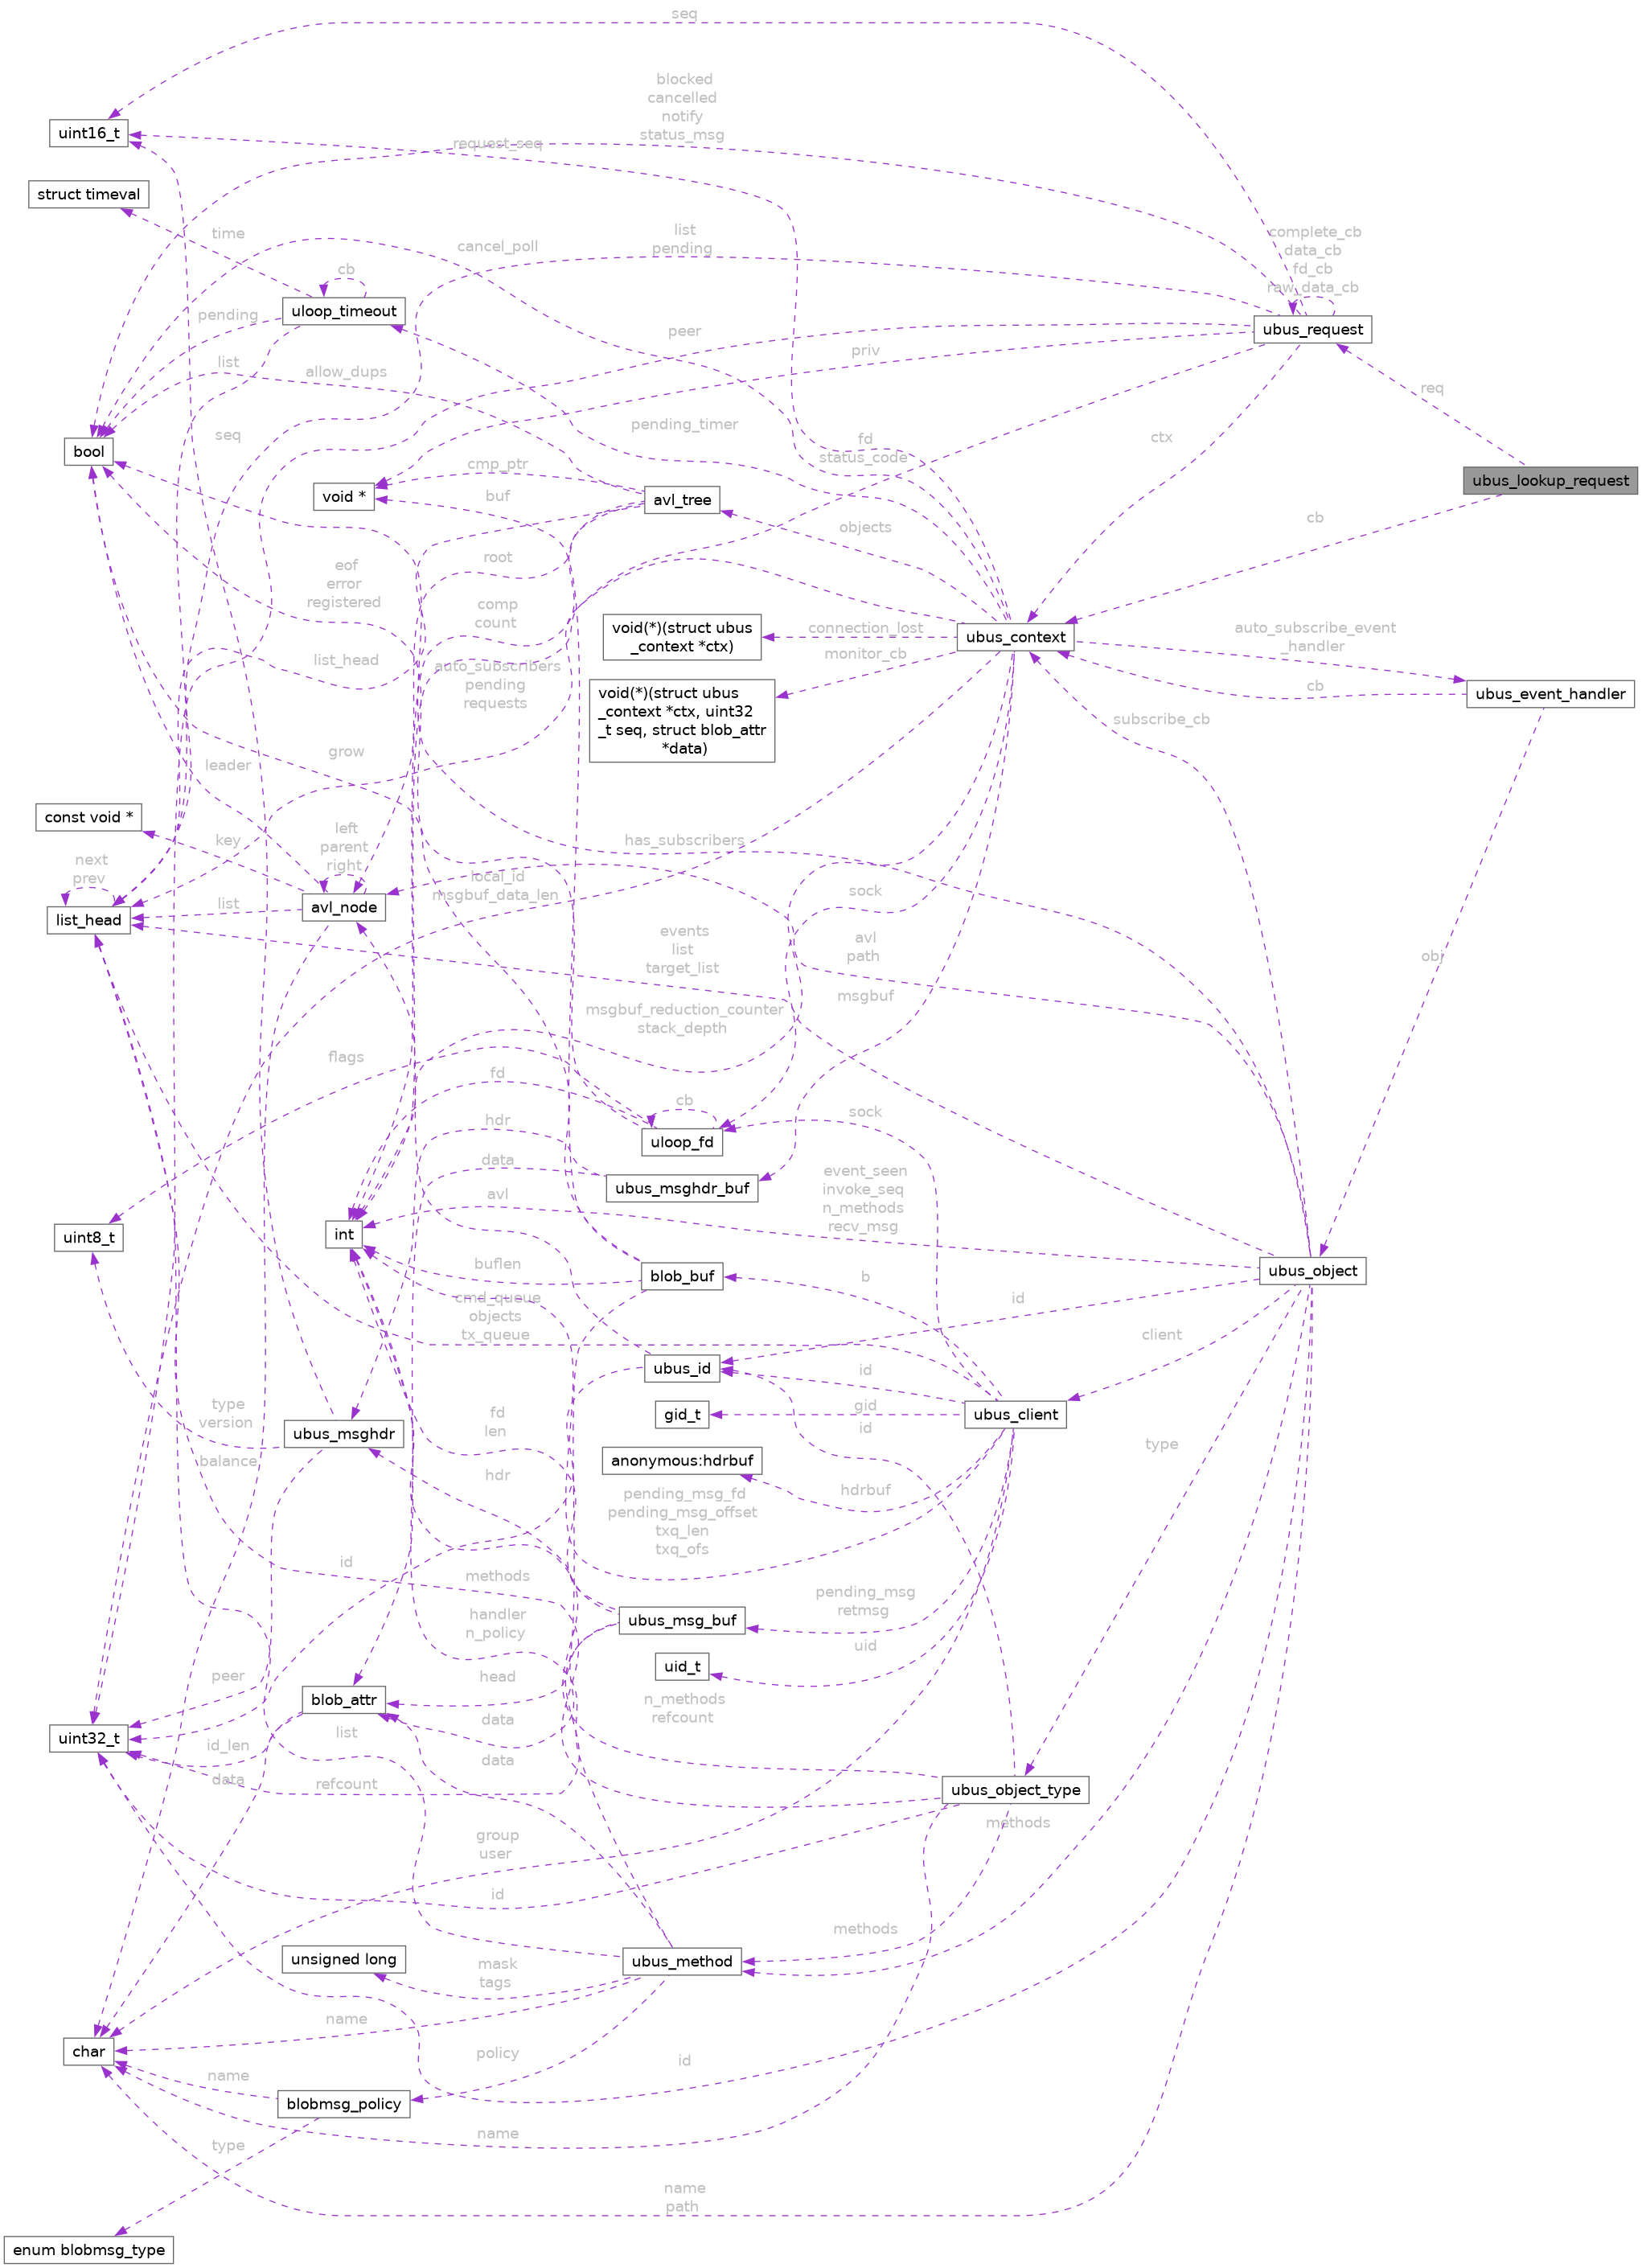 seq
blocked
cancelled
notify
status_msg
uint16_t
request_seq
struct timeval
time
cancel_poll
list
pending
complete_cb
data_cb
fd_cb
raw_data_cb
cb
uloop_timeout
pending
peer
ubus_request
priv
list
allow_dups
req
seq
pending_timer
fd
status_code
ctx
bool
cmp_ptr
void *
buf
avl_tree
ubus_lookup_request
cb
objects
root
eof
error
registered
comp
count
void(*)(struct ubus
_context *ctx)
connection_lost
ubus_context
auto_subscribe_event
_handler
monitor_cb
list_head
auto_subscribers
pending
requests
void(*)(struct ubus
_context *ctx, uint32
_t seq, struct blob_attr
*data)
cb
ubus_event_handler
subscribe_cb
grow
leader
const void *
key
left
parent
right
has_subscribers
next
prev
local_id
msgbuf_data_len
sock
list_head
list
avl_node
events
list
target_list
avl
path
obj
msgbuf
msgbuf_reduction_counter
stack_depth
flags
fd
cb
hdr
sock
uloop_fd
data
ubus_msghdr_buf
event_seen
invoke_seq
n_methods
recv_msg
avl
uint8_t
int
buflen
blob_buf
b
ubus_object
id
cmd_queue
objects
tx_queue
client
ubus_id
id
type
version
fd
len
gid_t
gid
id
ubus_client
ubus_msghdr
type
balance
hdr
anonymous:hdrbuf
hdrbuf
pending_msg_fd
pending_msg_offset
txq_len
txq_ofs
id
methods
handler
n_policy
ubus_msg_buf
pending_msg
retmsg
uid
peer
head
uid_t
blob_attr
n_methods
refcount
data
uint32_t
id_len
list
data
data
refcount
ubus_object_type
methods
group
user
id
methods
unsigned long
mask
tags
ubus_method
name
char
policy
id
name
blobmsg_policy
type
name
name
path
enum blobmsg_type